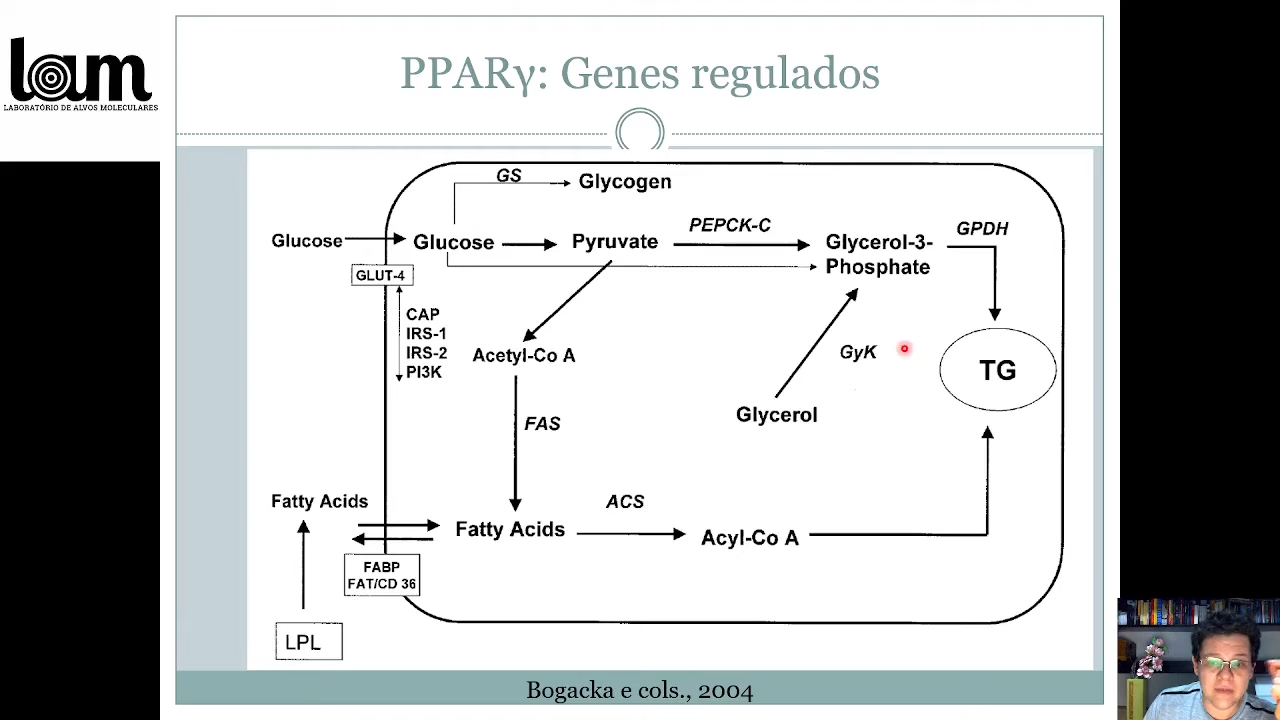 lam
LABORATÓRIO DE ALVOS MOLECULARES
PPARγ: Genes regulados
GS
Glycogen
Glucose
Glucose
Pyruvate
PEPCK-C
Glycerol-3-
Phosphate
GPDH
GLUT-4
CAP
IRS-1
IRS-2
PI3K
Acetyl-Co A
GyK
TG
Glycerol
FAS
Fatty Acids
Fatty Acids
ACS
Acyl-Co A
FABP
FAT/CD 36
LPL
Bogacka e cols., 2004